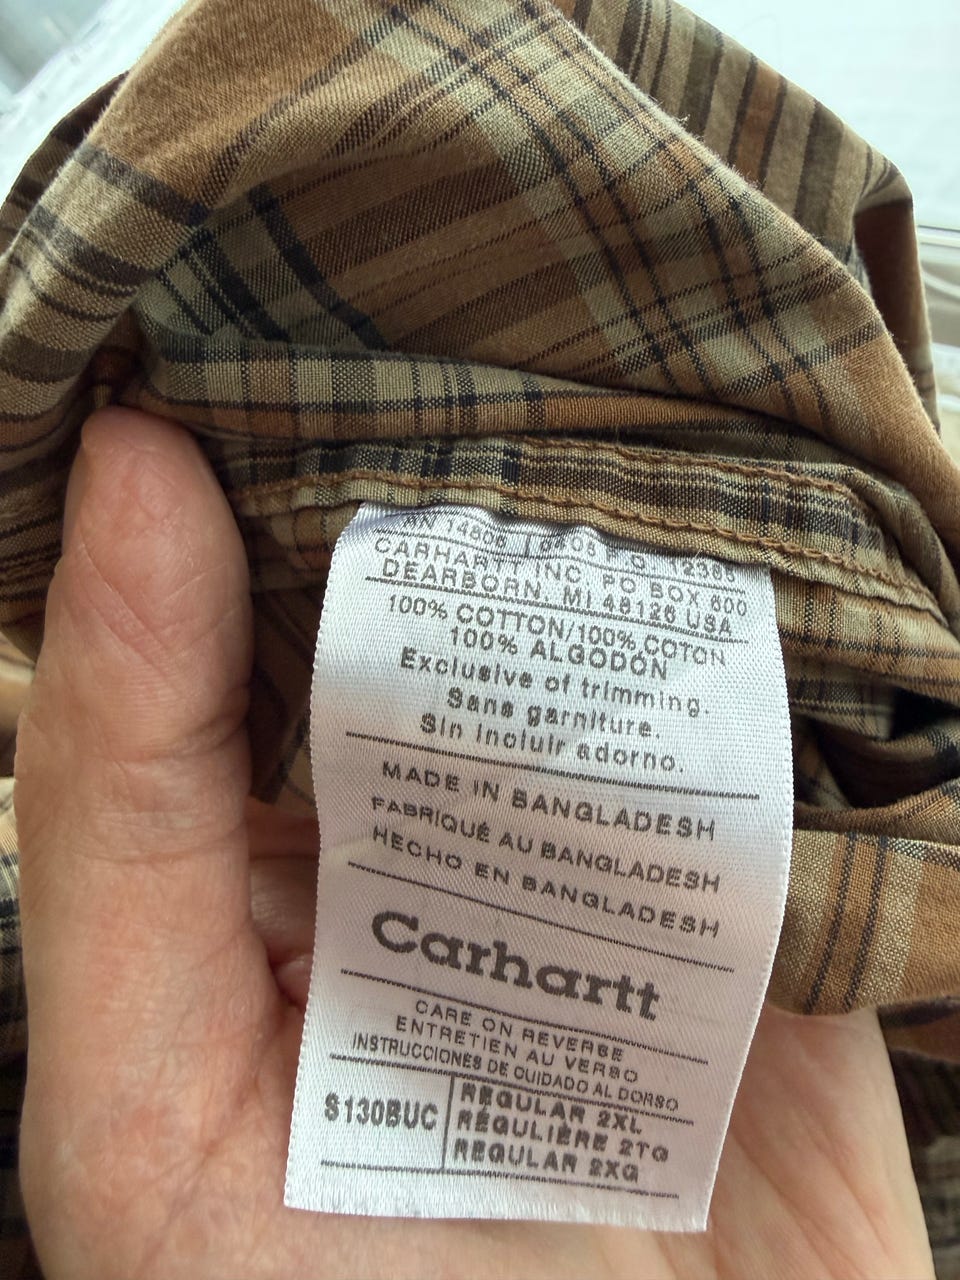 RN 14806
CARHARTT INC. PO BOX 600
DEARBORN, MI 48126 USA
100% COTTON/100% COTON
100% ALGODÓN
Exclusive of trimming.
Sans garniture.
Sin incluir adorno.
MADE IN BANGLADESH
FABRIQUÉ AU BANGLADESH
HECHO EN BANGLADESH
Carhartt
CARE ON REVERSE
ENTRETIEN AU VERSO
INSTRUCCIONES DE CUIDADO AL DORSO
S130BUC
REGULAR 2XL
RÉGULIÈRE 2TG
REGULAR 2XG